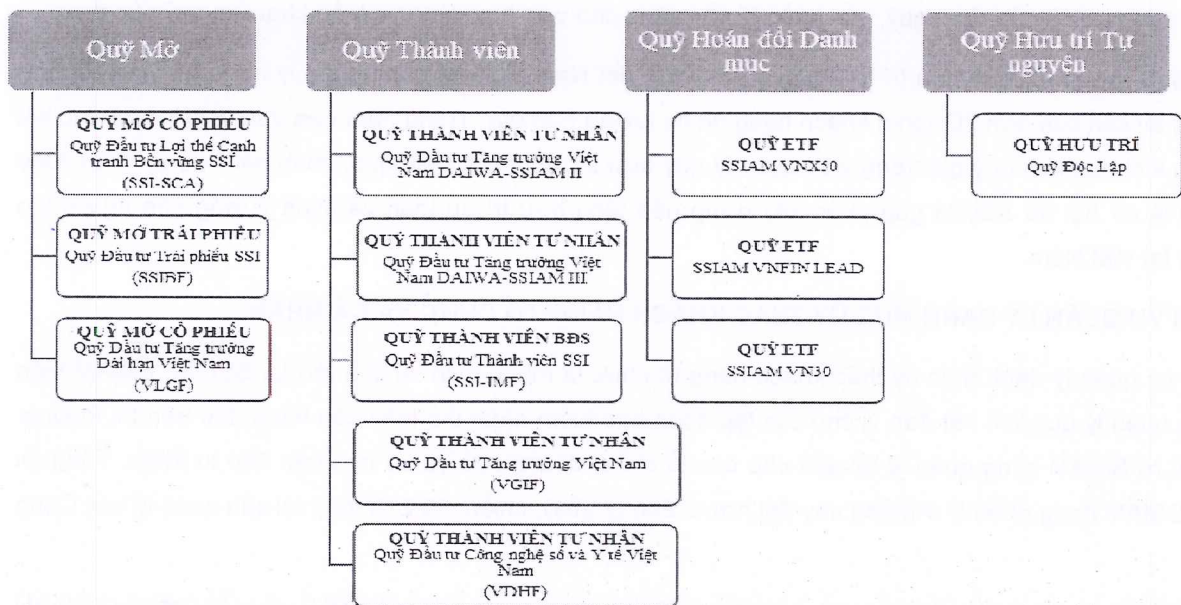 Quỹ Mở
QUỸ MỞ CỔ PHIẾU
Quỹ Đầu tư Lợi thế Cạnh
tranh Bền vững SSI
(SSI-SCA)
QUỸ MỞ TRÁI PHIẾU
Quỹ Đầu tư Trái phiếu SSI
(SSIBF)
QUỸ MỞ CỔ PHIẾU
Quỹ Đầu tư Tăng trưởng
Dài hạn Việt Nam
(VLGF)
Quỹ Thành viên
QUỸ THÀNH VIÊN TƯ NHÂN
Quỹ Đầu tư Tăng trưởng Việt
Nam DAIWA-SSIAM II
QUỸ THÀNH VIÊN TƯ NHÂN
Quỹ Đầu tư Tăng trưởng Việt
Nam DAIWA-SSIAM III
QUỸ THÀNH VIÊN BĐS
Quỹ Đầu tư Thành viên SSI
(SSI-IMF)
QUỸ THÀNH VIÊN TƯ NHÂN
Quỹ Đầu tư Tăng trưởng Việt Nam
(VGIF)
QUỸ THÀNH VIÊN TƯ NHÂN
Quỹ Đầu tư Công nghệ số và Y tế Việt
Nam
(VDHF)
Quỹ Hoán đổi Danh
mục
QUỸ ETF
SSIAM VNX50
QUỸ ETF
SSIAM VNFIN LEAD
QUỸ ETF
SSIAM VN30
Quỹ Hưu trí Tự
nguyện
QUỸ HƯU TRÍ
Quỹ Độc Lập